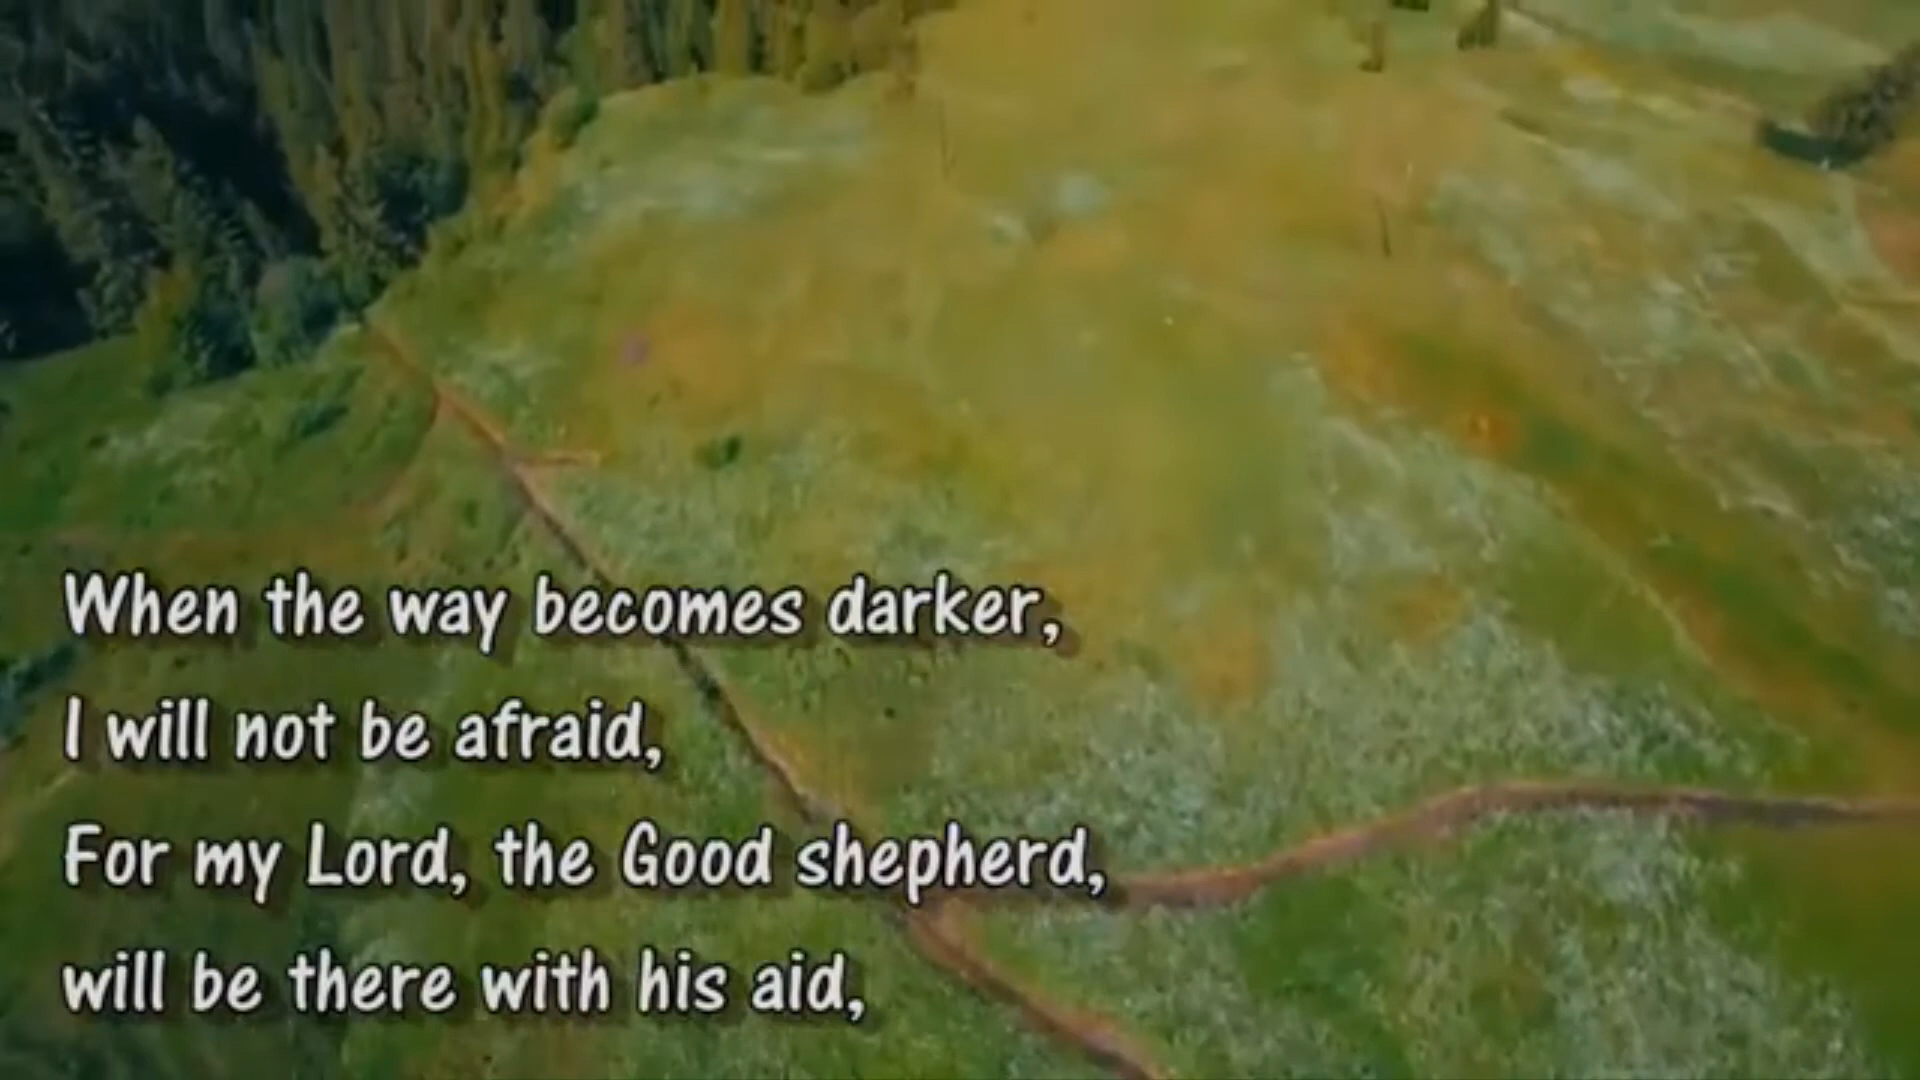 When the way becomes darker,
I will not be afraid,
For my Lord, the Good shepherd,
will be there with his aid,